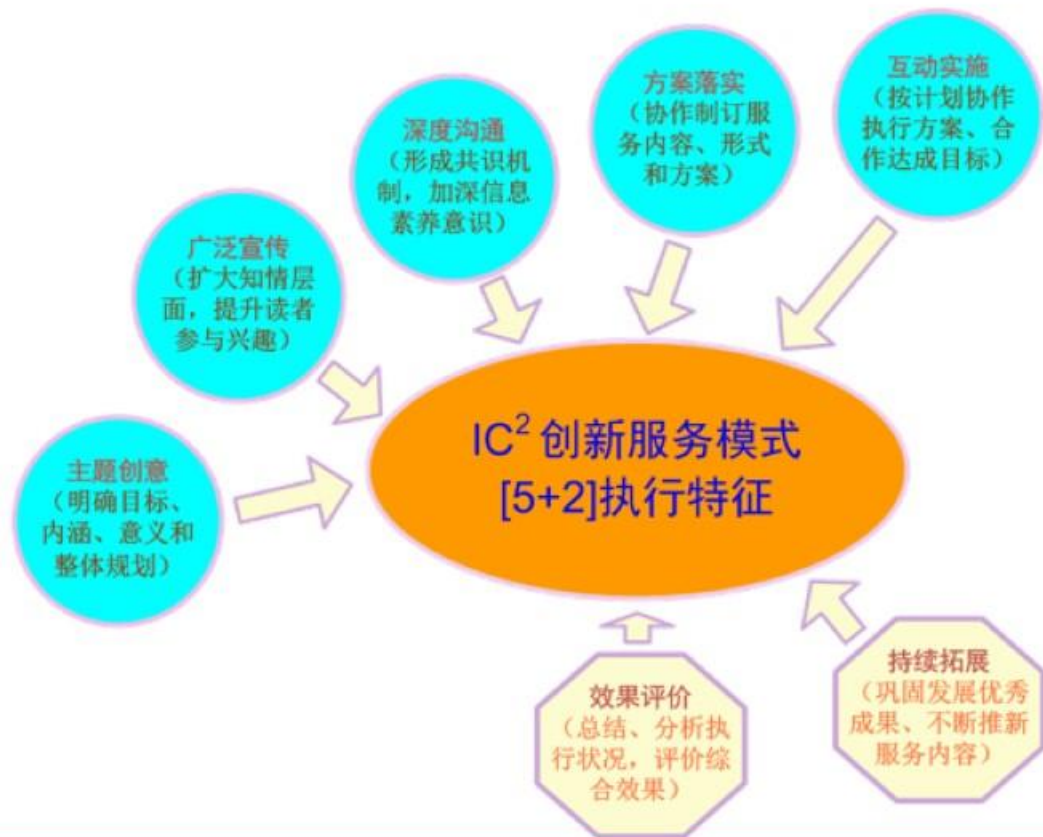 主题创意
（明确目标、
内涵、意义和
整体规划）
广泛宣传
（扩大知情层
面，提升读者
参与兴趣）
深度沟通
（形成共识机
制，加深信息
素养意识）
方案落实
（协作制订服
务内容、形式
和方案）
互动实施
（按计划协作
执行方案、合
作达成目标）
IC² 创新服务模式
[5+2]执行特征
效果评价
（总结、分析执
行状况，评价综
合效果）
持续拓展
（巩固发展优秀
成果、不断推新
服务内容）